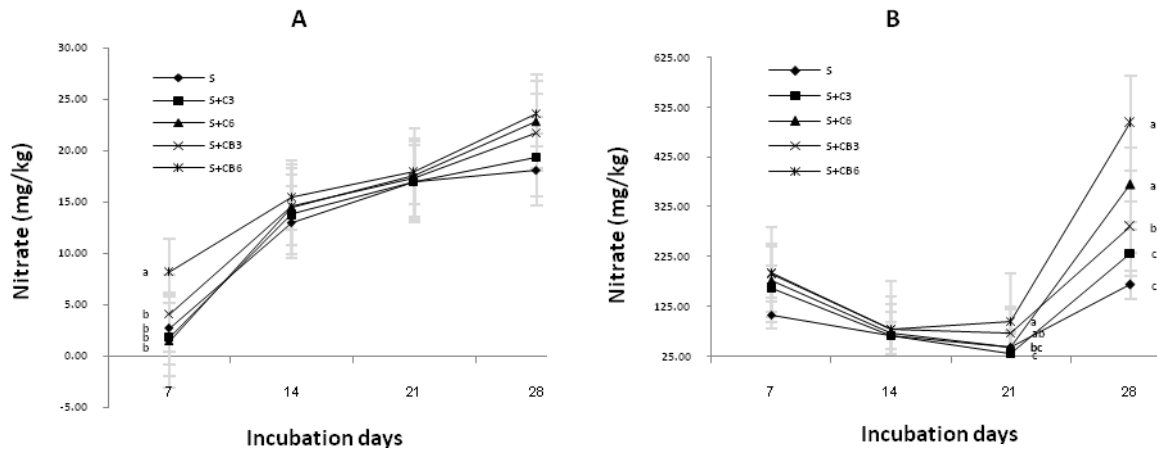 A
30.00
25.00
20.00
15.00
10.00
5.00
0.00
-5.00
Nitrate (mg/kg)
S
S+C3
S+C6
S+CB3
S+CB6
a
b
b
b
b
7 14 21 28
Incubation days
B
625.00
525.00
425.00
325.00
225.00
125.00
25.00
Nitrate (mg/kg)
S
S+C3
S+C6
S+CB3
S+CB6
a
a
b
c
c
a
ab
bc
c
7 14 21 28
Incubation days